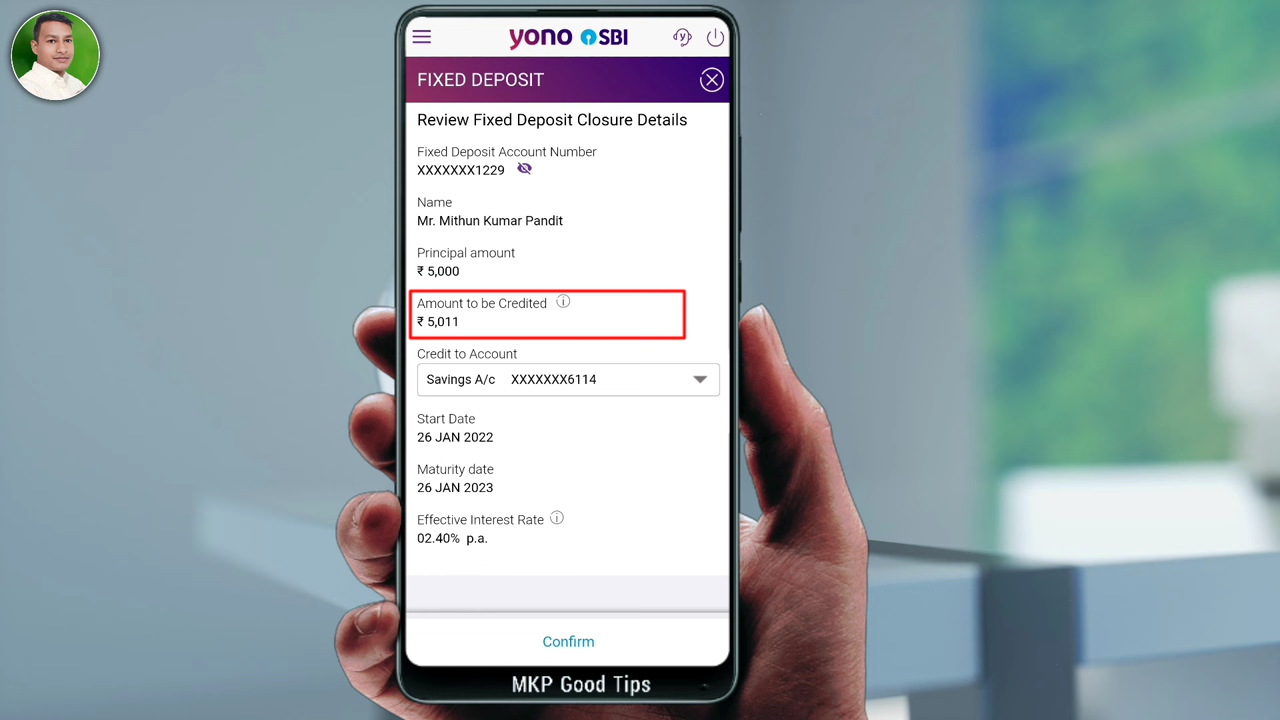 yono SBI
FIXED DEPOSIT
Review Fixed Deposit Closure Details
Fixed Deposit Account Number
XXXXXXX1229
Name
Mr. Mithun Kumar Pandit
Principal amount
₹ 5,000
Amount to be Credited
₹ 5,011
Credit to Account
Savings A/c XXXXXXX6114
Start Date
26 JAN 2022
Maturity date
26 JAN 2023
Effective Interest Rate
02.40% p.a.
Confirm
MKP Good Tips